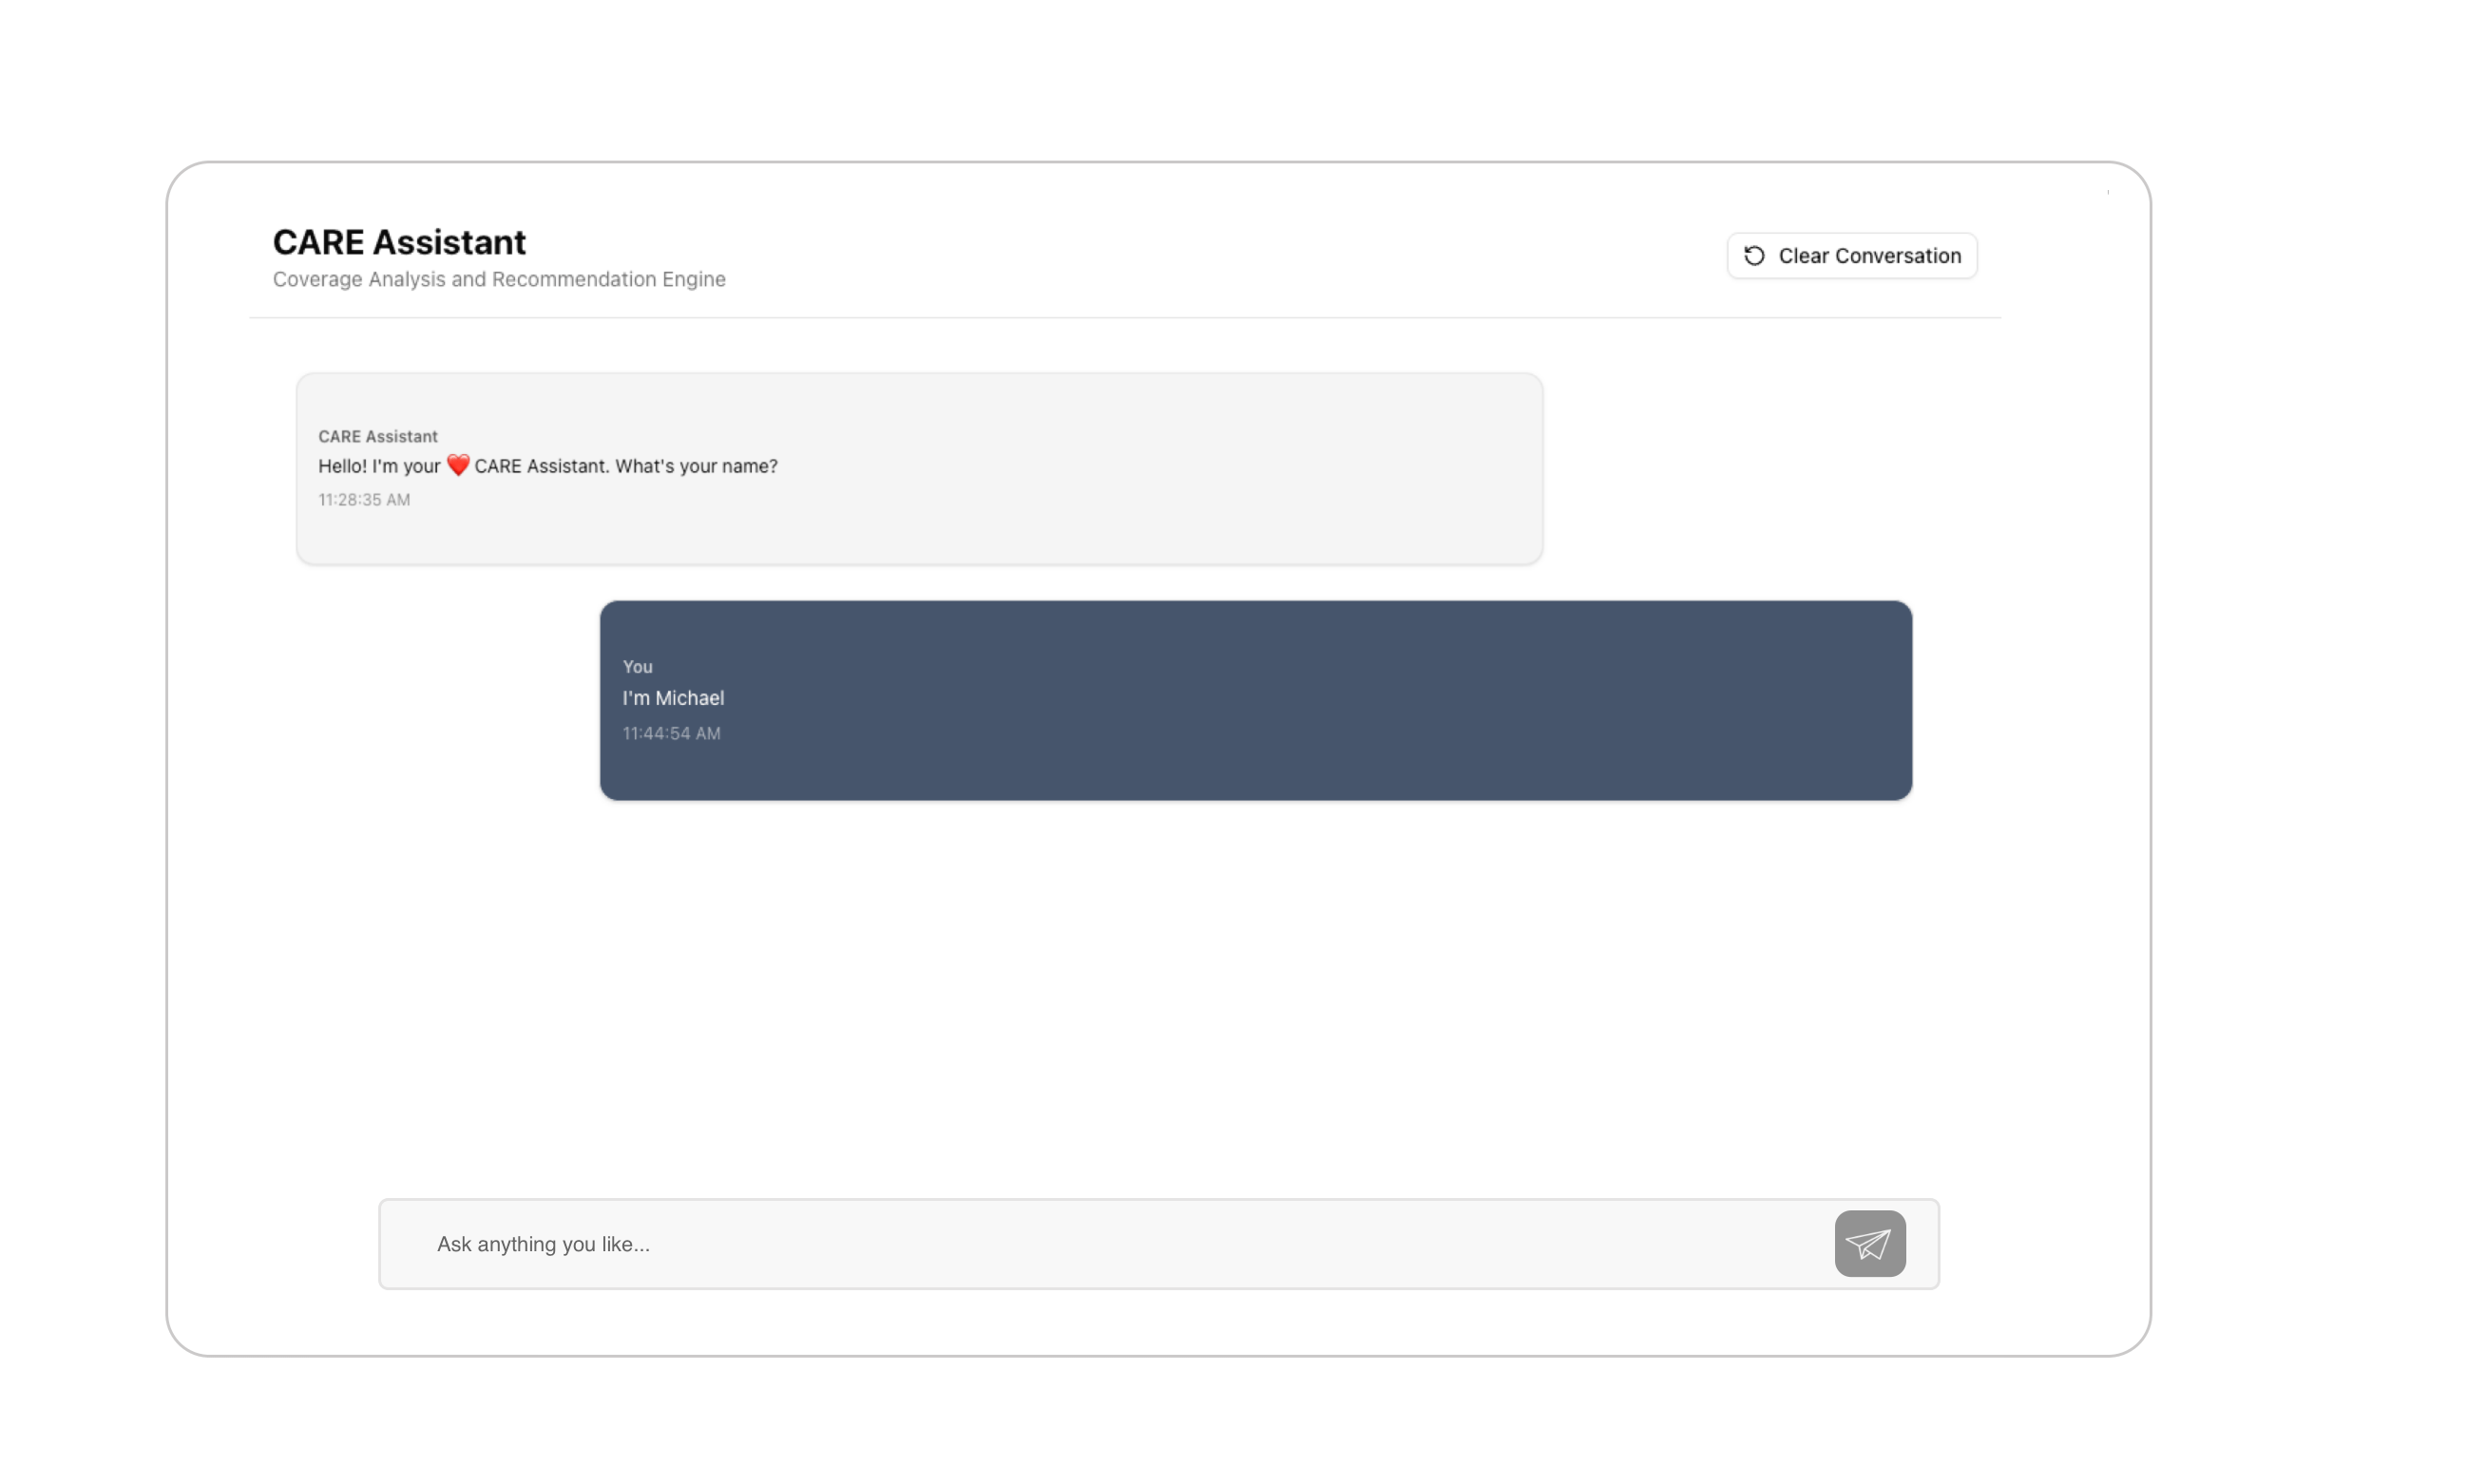 CARE Assistant
Coverage Analysis and Recommendation Engine
Clear Conversation
CARE Assistant
Hello! I'm your ❤️ CARE Assistant. What's your name?
11:28:35 AM
You
I'm Michael
11:44:54 AM
Ask anything you like...